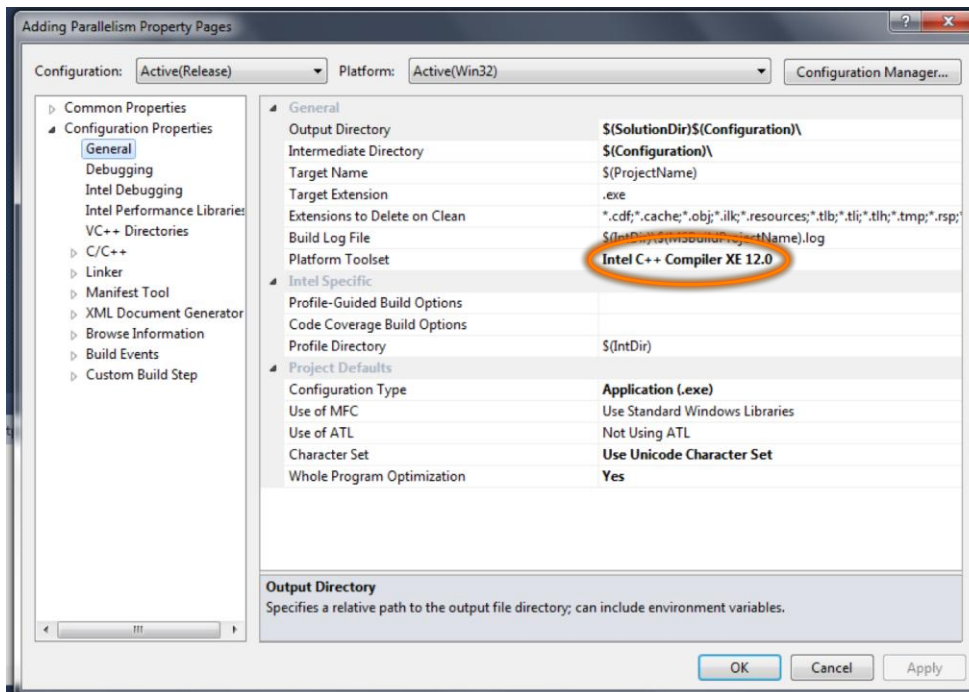 Adding Parallelism Property Pages
Configuration: Active(Release) Platform: Active(Win32) Configuration Manager...
Common Properties
Configuration Properties
General
Debugging
Intel Debugging
Intel Performance Libraries
VC++ Directories
C/C++
Linker
Manifest Tool
XML Document Generator
Browse Information
Build Events
Custom Build Step
General
Output Directory $(SolutionDir)$(Configuration)\
Intermediate Directory $(Configuration)\
Target Name $(ProjectName)
Target Extension .exe
Extensions to Delete on Clean *.cdf;*.cache;*.obj;*.ilk;*.resources;*.tlb;*.tli;*.tlh;*.tmp;*.rsp;
Build Log File $(IntDir)\$(MSBuildProjectName).log
Platform Toolset Intel C++ Compiler XE 12.0
Intel Specific
Profile-Guided Build Options
Code Coverage Build Options
Profile Directory $(IntDir)
Project Defaults
Configuration Type Application (.exe)
Use of MFC Use Standard Windows Libraries
Use of ATL Not Using ATL
Character Set Use Unicode Character Set
Whole Program Optimization Yes
Output Directory
Specifies a relative path to the output file directory; can include environment variables.
OK Cancel Apply